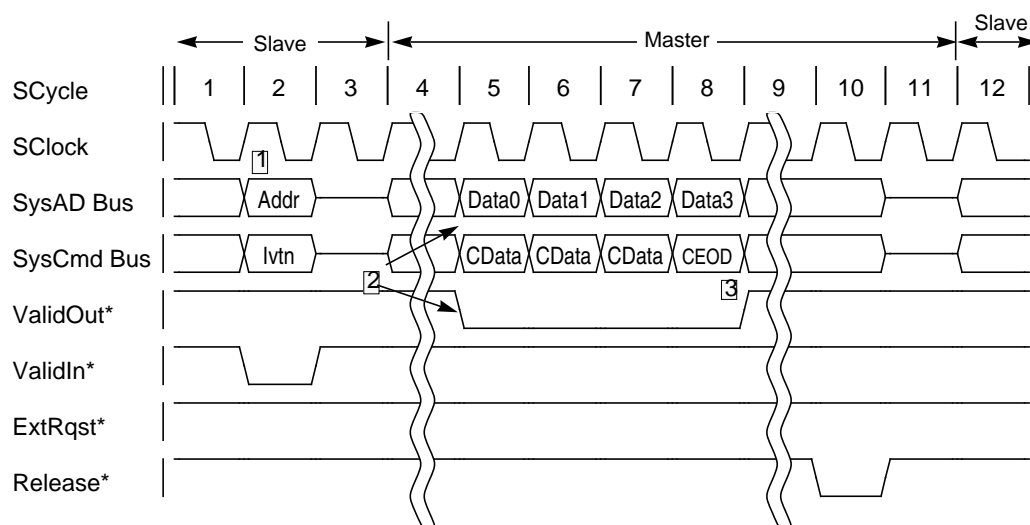 Slave Master Slave
SCycle 1 2 3 4 5 6 7 8 9 10 11 12
SClock
1
SysAD Bus Addr Data0 Data1 Data2 Data3
SysCmd Bus Ivtn CData CData CData CEOD
2 3
ValidOut*
ValidIn*
ExtRqst*
Release*